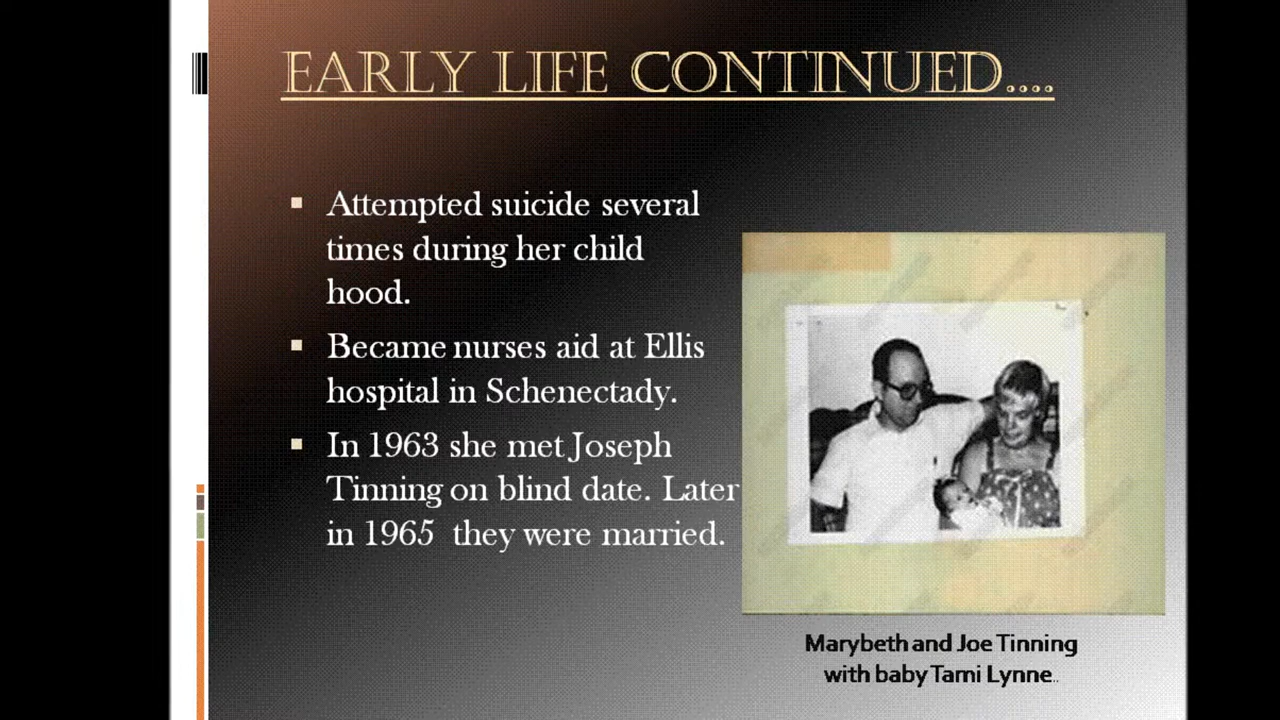 EARLY LIFE CONTINUED....
Attempted suicide several
times during her child
hood.
Became nurses aid at Ellis
hospital in Schenectady.
In 1963 she met Joseph
Tinning on blind date. Later
in 1965 they were married.
Marybeth and Joe Tinning
with baby Tami Lynne..